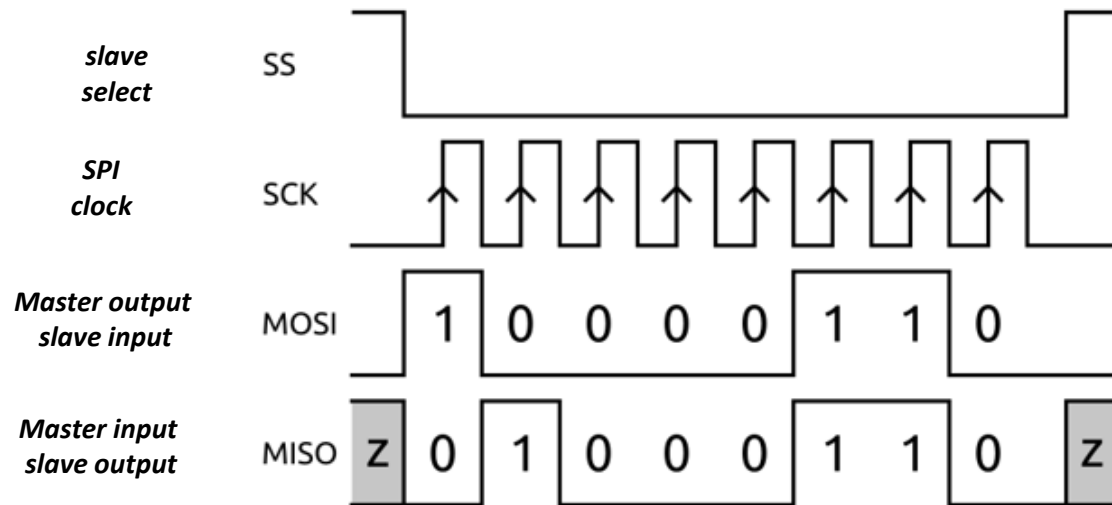 slave
select
SS
SPI
clock
SCK
Master output
slave input
MOSI
1 0 0 0 0 1 1 0
Master input
slave output
MISO
Z 0 1 0 0 0 1 1 0 Z